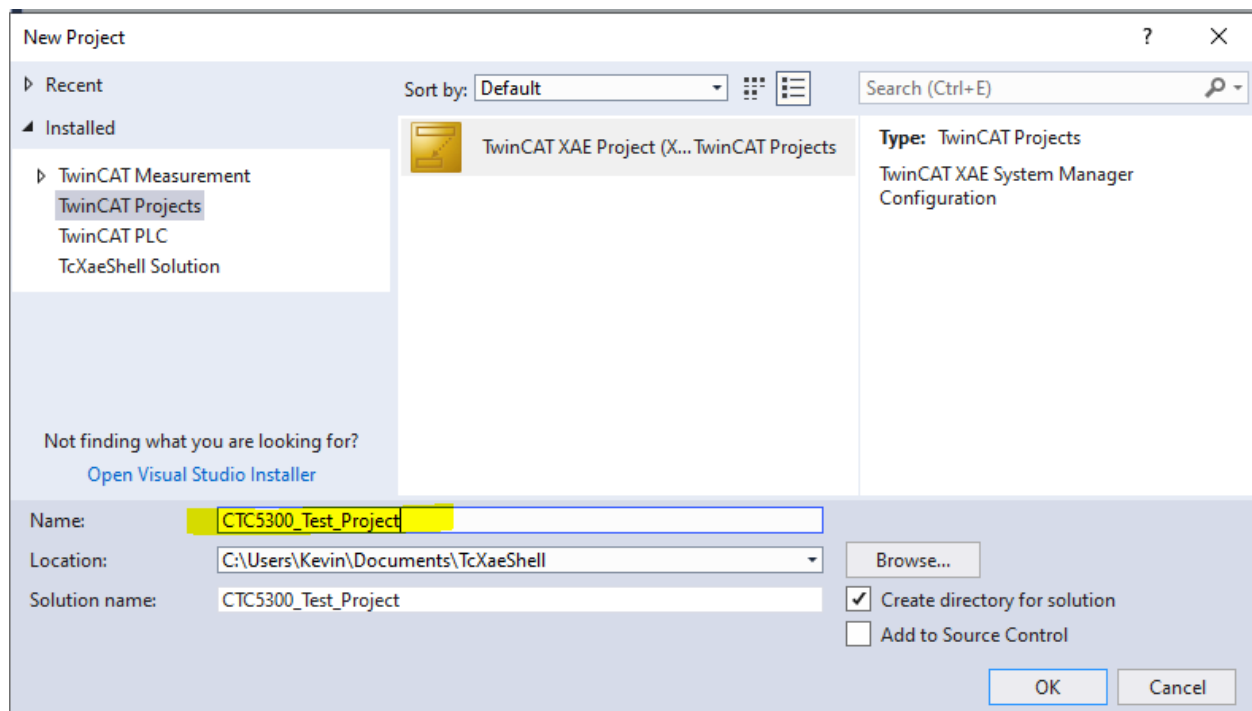 New Project
?
Recent
Installed
TwinCAT Measurement
TwinCAT Projects
TwinCAT PLC
TcXaeShell Solution
Not finding what you are looking for?
Open Visual Studio Installer
Sort by: Default
TwinCAT XAE Project (X... TwinCAT Projects
Search (Ctrl+E)
Type: TwinCAT Projects
TwinCAT XAE System Manager
Configuration
Name: CTC5300_Test_Project
Location: C:\Users\Kevin\Documents\TcXaeShell
Browse...
Solution name: CTC5300_Test_Project
Create directory for solution
Add to Source Control
OK Cancel